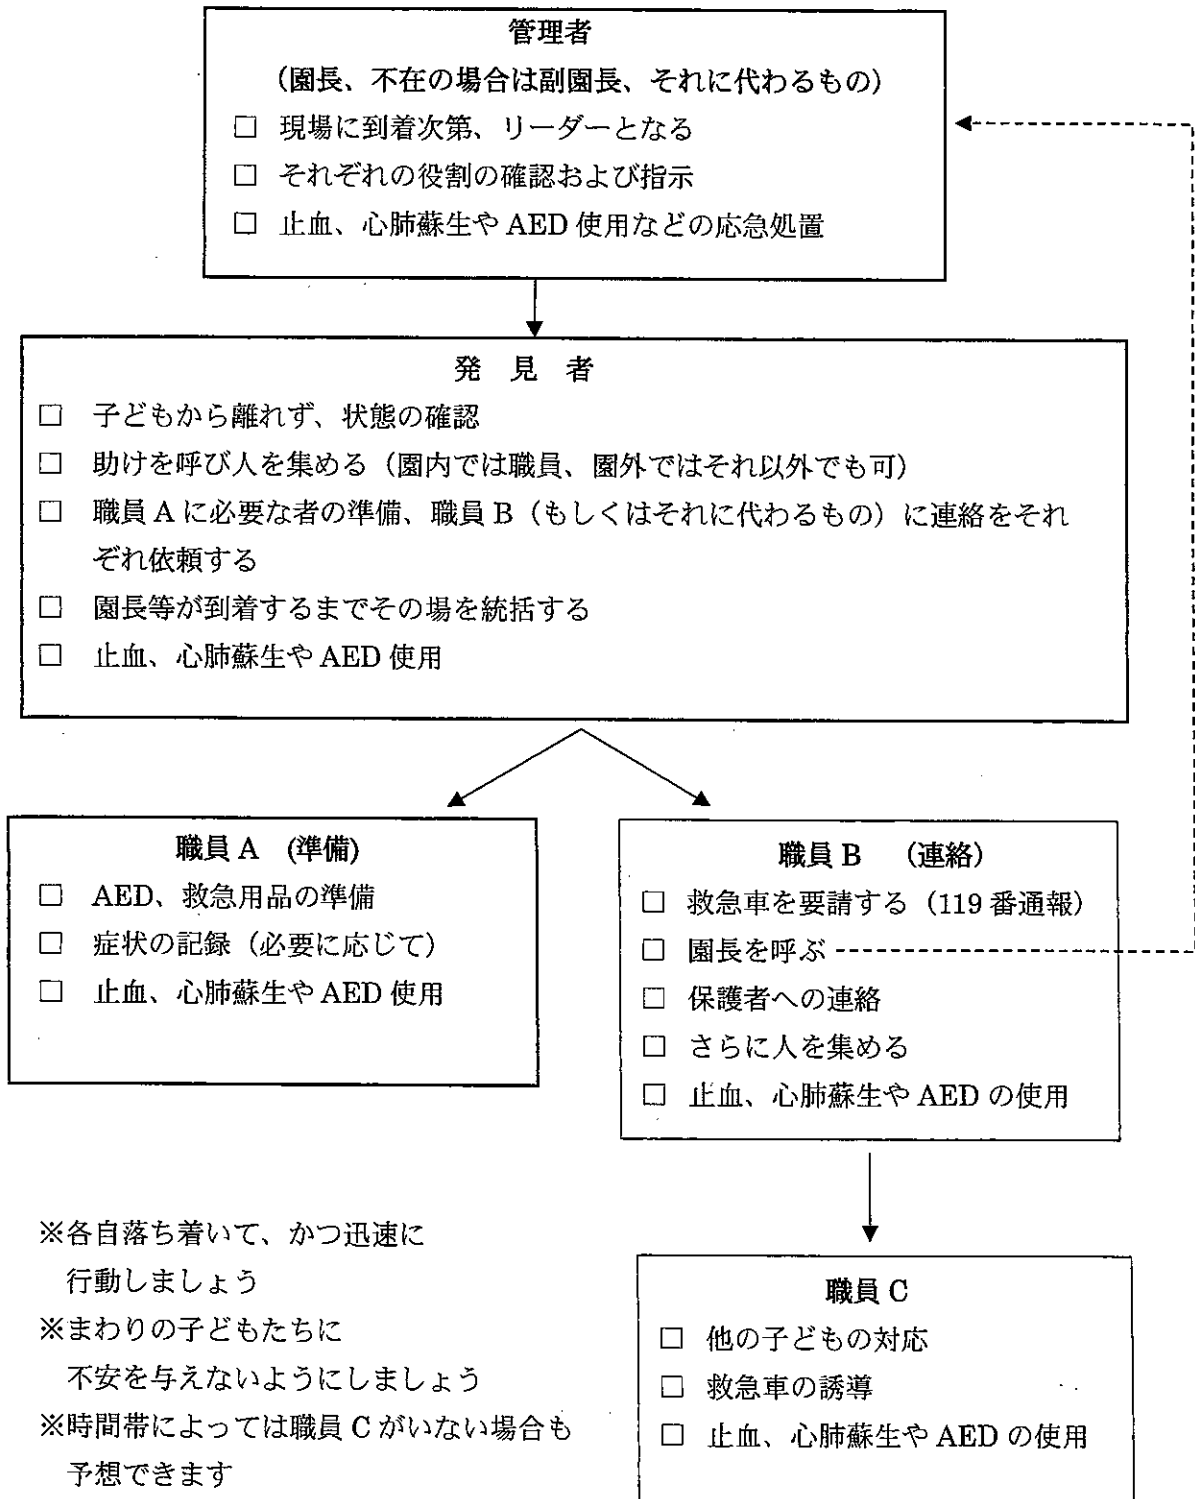 管理者
（園長、不在の場合は副園長、それに代わるもの）
□ 現場に到着次第、リーダーとなる
□ それぞれの役割の確認および指示
□ 止血、心肺蘇生や AED 使用などの応急処置
発 見 者
□ 子どもから離れず、状態の確認
□ 助けを呼び人を集める（園内では職員、園外ではそれ以外でも可）
□ 職員 A に必要な者の準備、職員 B（もしくはそれに代わるもの）に連絡をそれ
ぞれ依頼する
□ 園長等が到着するまでその場を統括する
□ 止血、心肺蘇生や AED 使用
職員 A （準備）
□ AED、救急用品の準備
□ 症状の記録（必要に応じて）
□ 止血、心肺蘇生や AED 使用
職員 B （連絡）
□ 救急車を要請する（119 番通報）
□ 園長を呼ぶ
□ 保護者への連絡
□ さらに人を集める
□ 止血、心肺蘇生や AED の使用
※各自落ち着いて、かつ迅速に
行動しましょう
※まわりの子どもたちに
不安を与えないようにしましょう
※時間帯によっては職員 C がいない場合も
予想できます
職員 C
□ 他の子どもの対応
□ 救急車の誘導
□ 止血、心肺蘇生や AED の使用